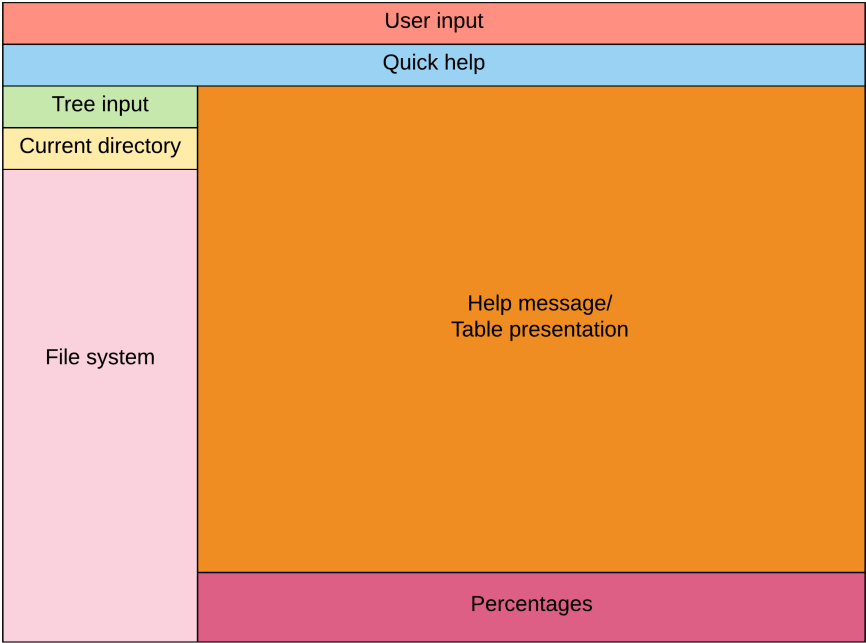 User input
Quick help
Tree input
Current directory
File system
Help message/
Table presentation
Percentages